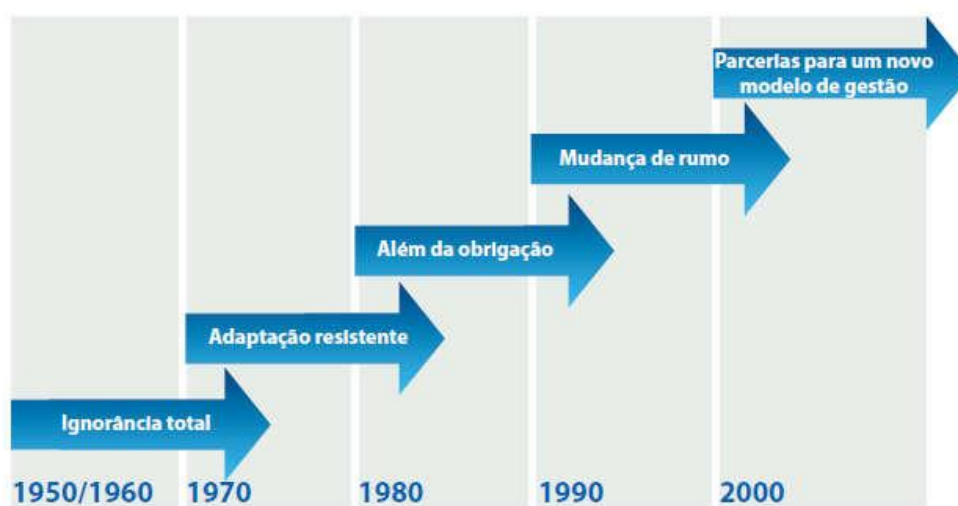 Parcerias para um novo
modelo de gestão
Mudança de rumo
Além da obrigação
Adaptação resistente
Ignorância total
1950/1960
1970
1980
1990
2000